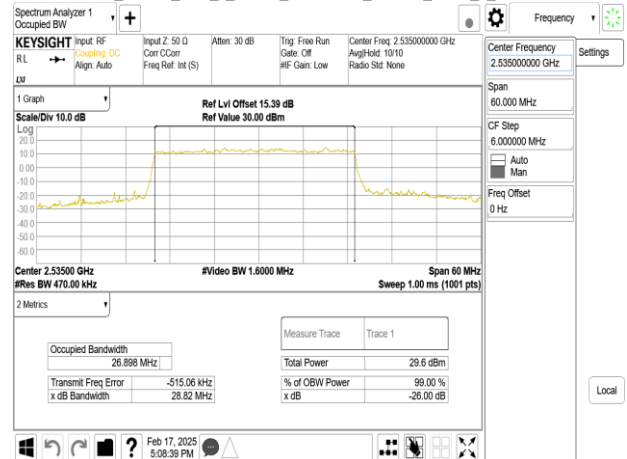 Spectrum Analyzer 1
Occupied BW
Frequency
KEYSIGHT
RL
LXI
Input: RF
Coupling: DC
Align: Auto
Input Z: 50 Ω
Corr CCorr
Freq Ref: Int (S)
Atten: 30 dB
Trig: Free Run
Gate: Off
#IF Gain: Low
Center Freq: 2.535000000 GHz
Avg|Hold: 10/10
Radio Std: None
Center Frequency
2.535000000 GHz
Settings
Span
60.000 MHz
CF Step
6.000000 MHz
Auto
Man
Freq Offset
0 Hz
Local
1 Graph
Scale/Div 10.0 dB
Ref Lvl Offset 15.39 dB
Ref Value 30.00 dBm
Log
20.0
10.0
0.00
-10.0
-20.0
-30.0
-40.0
-50.0
-60.0
Center 2.53500 GHz
#Res BW 470.00 kHz
#Video BW 1.6000 MHz
Span 60 MHz
Sweep 1.00 ms (1001 pts)
2 Metrics
Measure Trace Trace 1
Occupied Bandwidth
26.898 MHz
Total Power 29.6 dBm
Transmit Freq Error -515.06 kHz
% of OBW Power 99.00 %
x dB Bandwidth 28.82 MHz
x dB -26.00 dB
?
Feb 17, 2025
5:08:39 PM